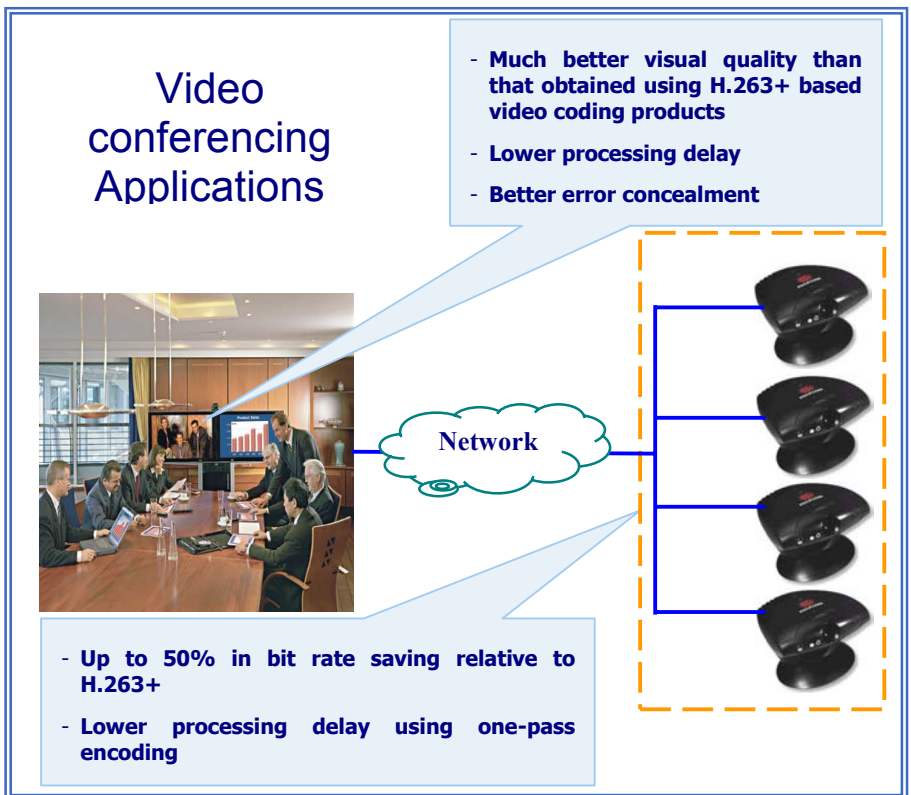 Video
conferencing
Applications
- Much better visual quality than
that obtained using H.263+ based
video coding products
- Lower processing delay
- Better error concealment
Product Sales
Network
- Up to 50% in bit rate saving relative to
H.263+
- Lower processing delay using one-pass
encoding